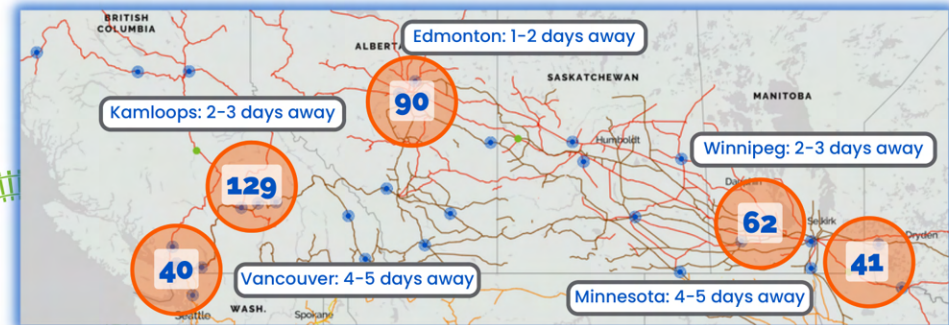 BRITISH
COLUMBIA
Edmonton: 1-2 days away
ALBERTA
SASKATCHEWAN
90
MANITOBA
Kamloops: 2-3 days away
Humboldt
Winnipeg: 2-3 days away
129
62
Selkirk
Dryden
40
41
Vancouver: 4-5 days away
Minnesota: 4-5 days away
Seattle
WASH.
Spokane